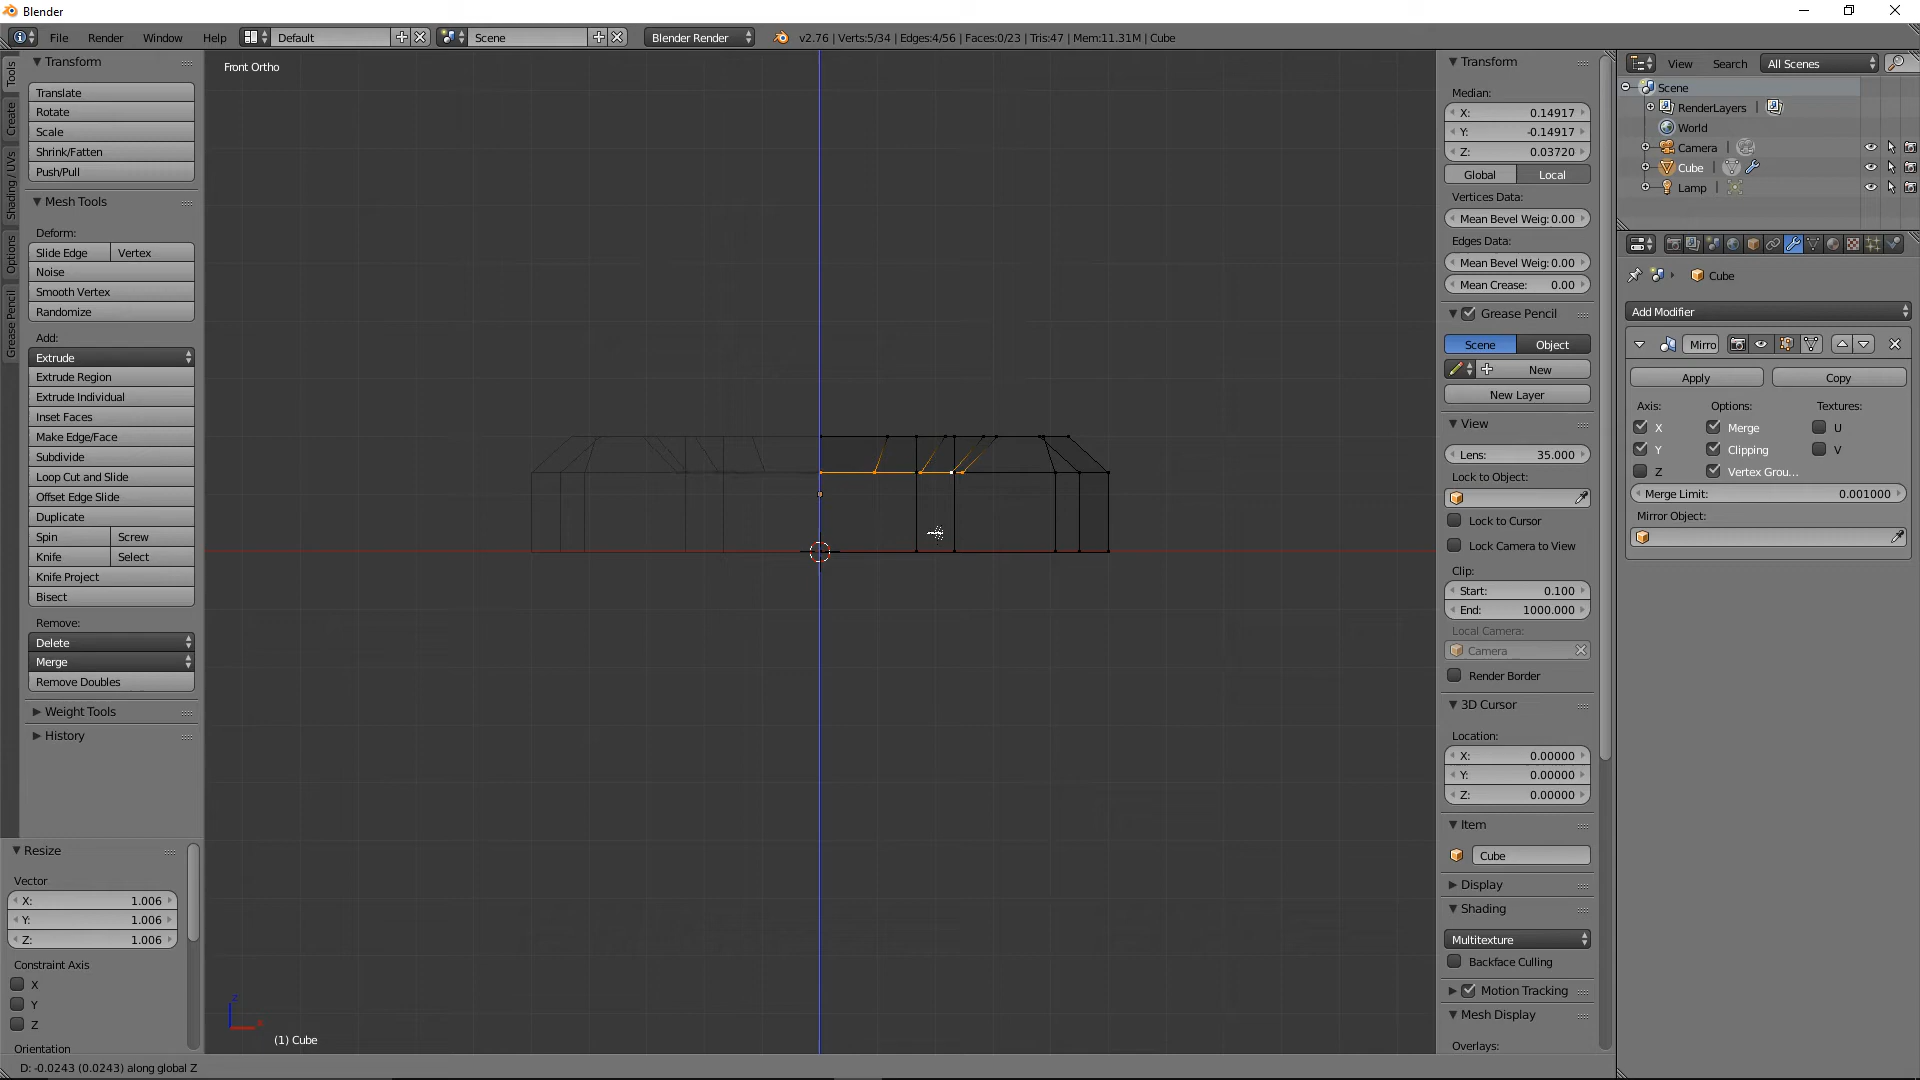 Blender
File Render Window Help Default Scene Blender Render v2.76 | Verts:5/34 | Edges:4/56 | Faces:0/23 | Tris:47 | Mem:11.31M | Cube
Tools
Create
Shading / UVs
Options
Grease Pencil
Transform
Translate
Rotate
Scale
Shrink/Fatten
Push/Pull
Mesh Tools
Deform:
Slide Edge Vertex
Noise
Smooth Vertex
Randomize
Add:
Extrude
Extrude Region
Extrude Individual
Inset Faces
Make Edge/Face
Subdivide
Loop Cut and Slide
Offset Edge Slide
Duplicate
Spin Screw
Knife Select
Knife Project
Bisect
Remove:
Delete
Merge
Remove Doubles
Weight Tools
History
Resize
Vector
X: 1.006
Y: 1.006
Z: 1.006
Constraint Axis
X
Y
Z
Orientation
Front Ortho
z
x
(1) Cube
D: -0.0243 (0.0243) along global Z
Transform
Median:
X: 0.14917
Y: -0.14917
Z: 0.03720
Global Local
Vertices Data:
Mean Bevel Weig: 0.00
Edges Data:
Mean Bevel Weig: 0.00
Mean Crease: 0.00
Grease Pencil
Scene Object
New
New Layer
View
Lens: 35.000
Lock to Object:
Lock to Cursor
Lock Camera to View
Clip:
Start: 0.100
End: 1000.000
Local Camera:
Camera
Render Border
3D Cursor
Location:
X: 0.00000
Y: 0.00000
Z: 0.00000
Item
Cube
Display
Shading
Multitexture
Backface Culling
Motion Tracking
Mesh Display
Overlays:
View Search All Scenes
Scene
RenderLayers |
World
Camera |
Cube |
Lamp |
Cube
Add Modifier
Mirro
Apply Copy
Axis: Options: Textures:
X Merge U
Y Clipping V
Z Vertex Grou...
Merge Limit: 0.001000
Mirror Object: